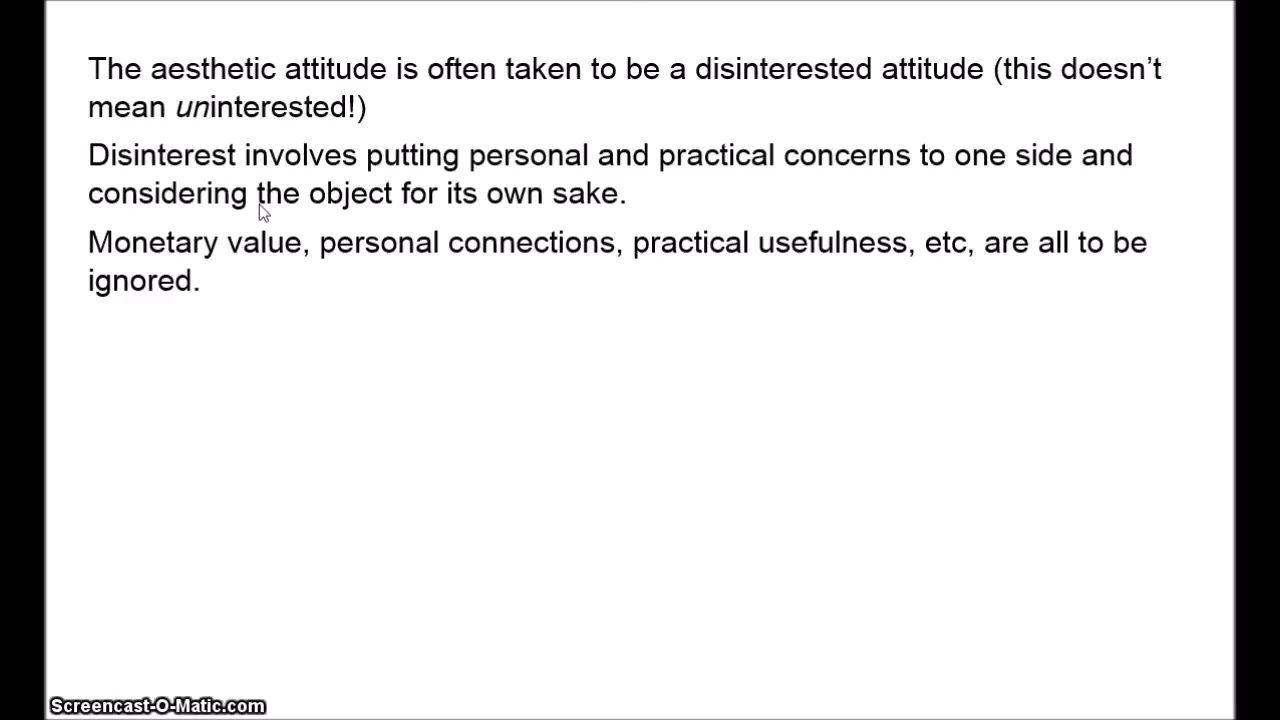 The aesthetic attitude is often taken to be a disinterested attitude (this doesn’t
mean uninterested!)
Disinterest involves putting personal and practical concerns to one side and
considering the object for its own sake.
Monetary value, personal connections, practical usefulness, etc, are all to be
ignored.
Screencast-O-Matic.com